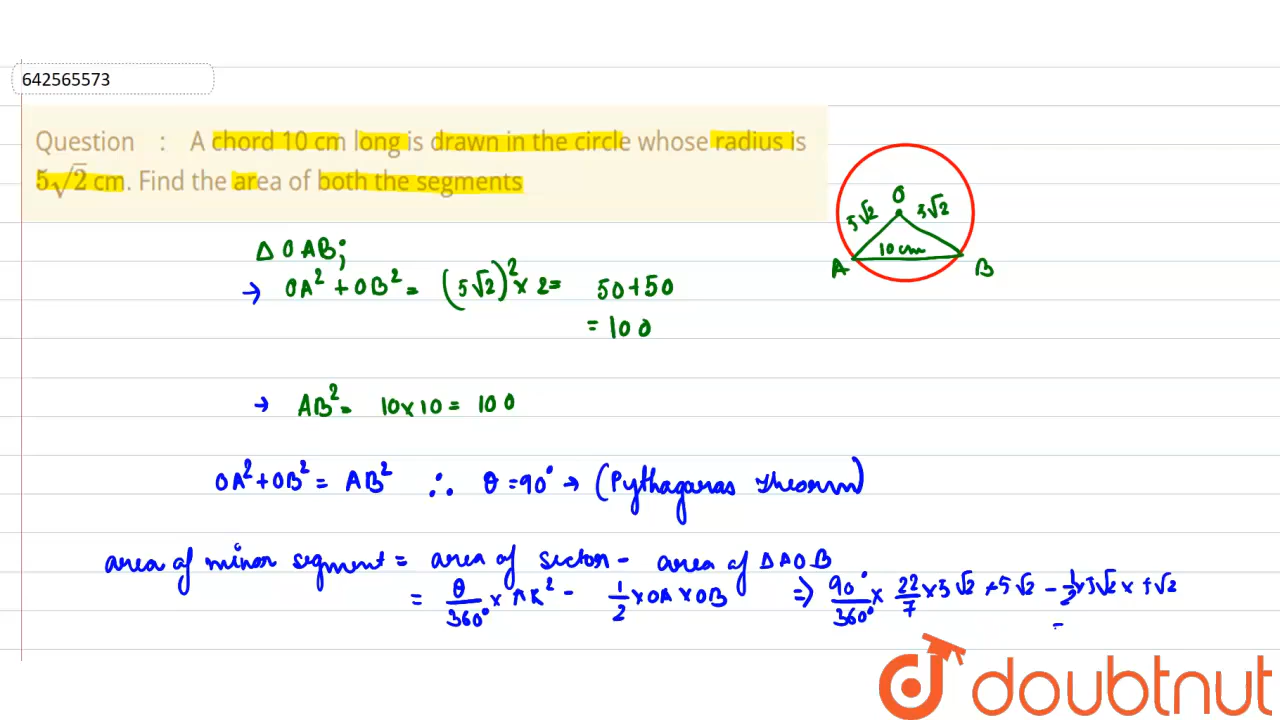 642565573
Question : A chord 10 cm long is drawn in the circle whose radius is
5√2 cm. Find the area of both the segments
O
5√2 5√2
10 cm
A B
Δ OAB;
→ OA² + OB² = (5√2)² × 2 = 50+50
= 100
→ AB² = 10×10 = 100
OA² + OB² = AB² ∴ θ = 90° → (Pythagoras Theorem)
area of minor segment = area of sector - area of Δ AOB
= θ/360° × πR² - 1/2 × OA × OB ⇒ 90°/360° × 22/7 × 5√2 × 5√2 - 1/2 × 5√2 × 5√2
=
doubtnut